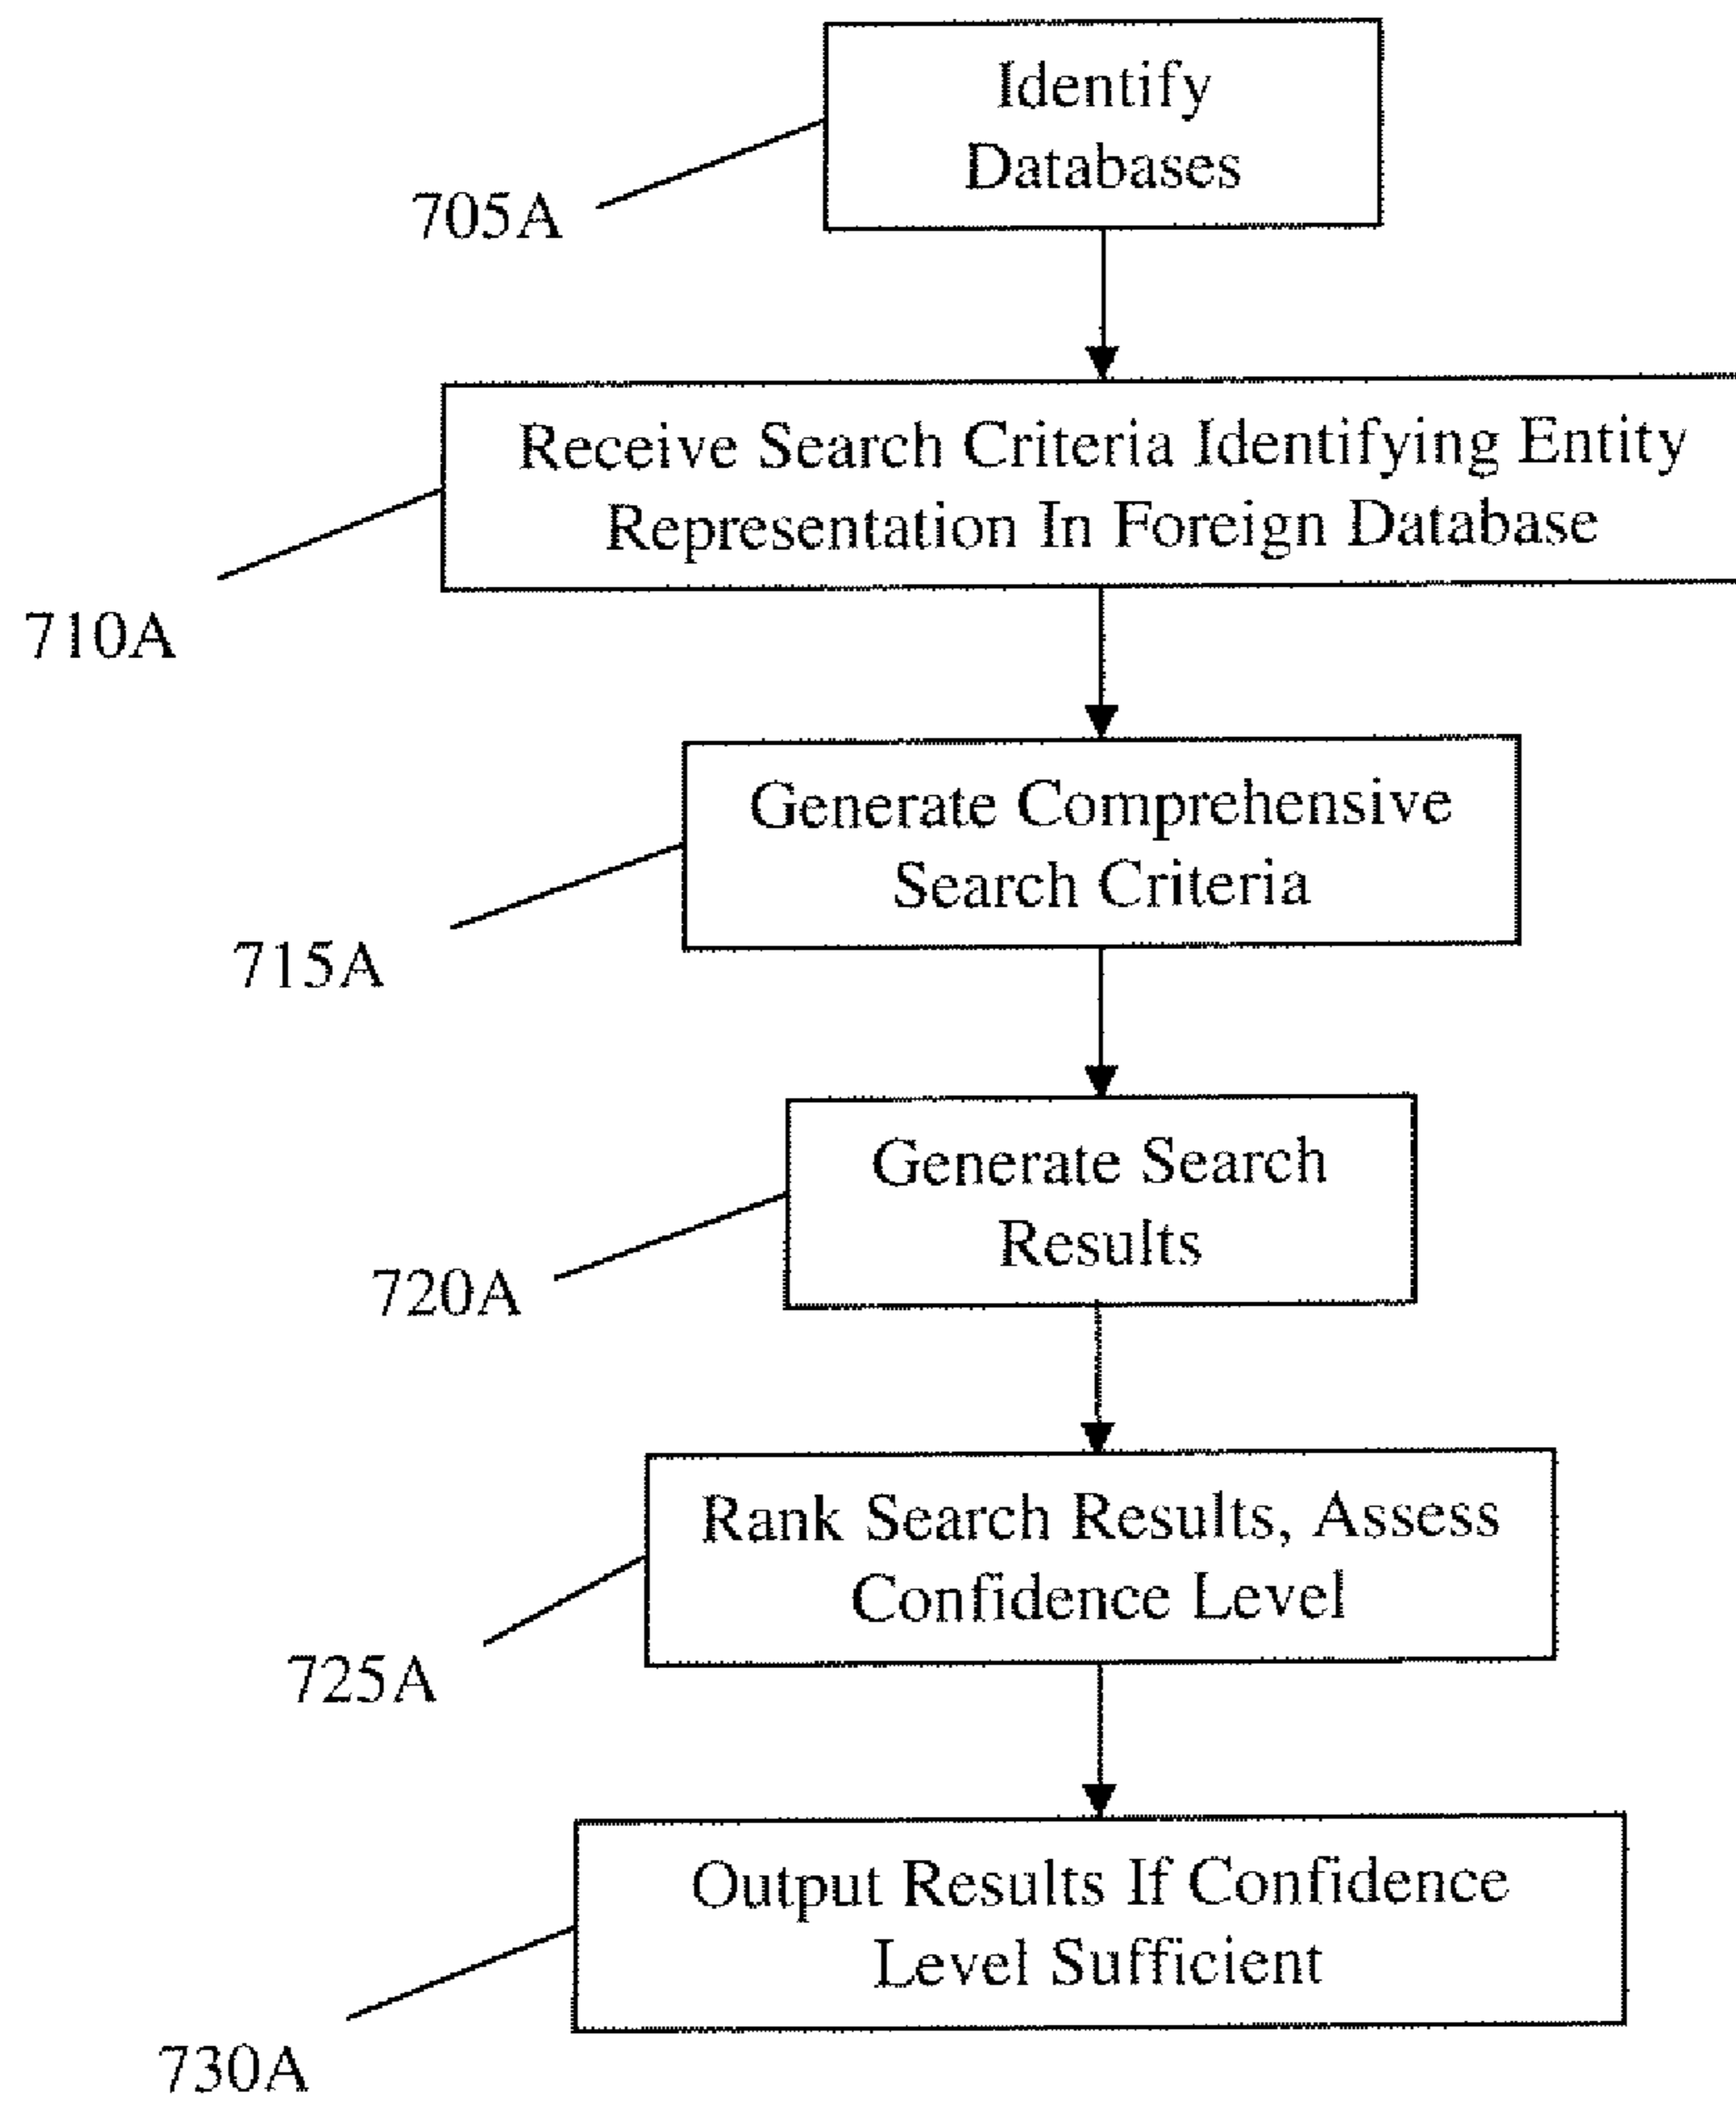 Identify
Databases
705A
Receive Search Criteria Identifying Entity
Representation In Foreign Database
710A
Generate Comprehensive
Search Criteria
715A
Generate Search
Results
720A
Rank Search Results, Assess
Confidence Level
725A
Output Results If Confidence
Level Sufficient
730A